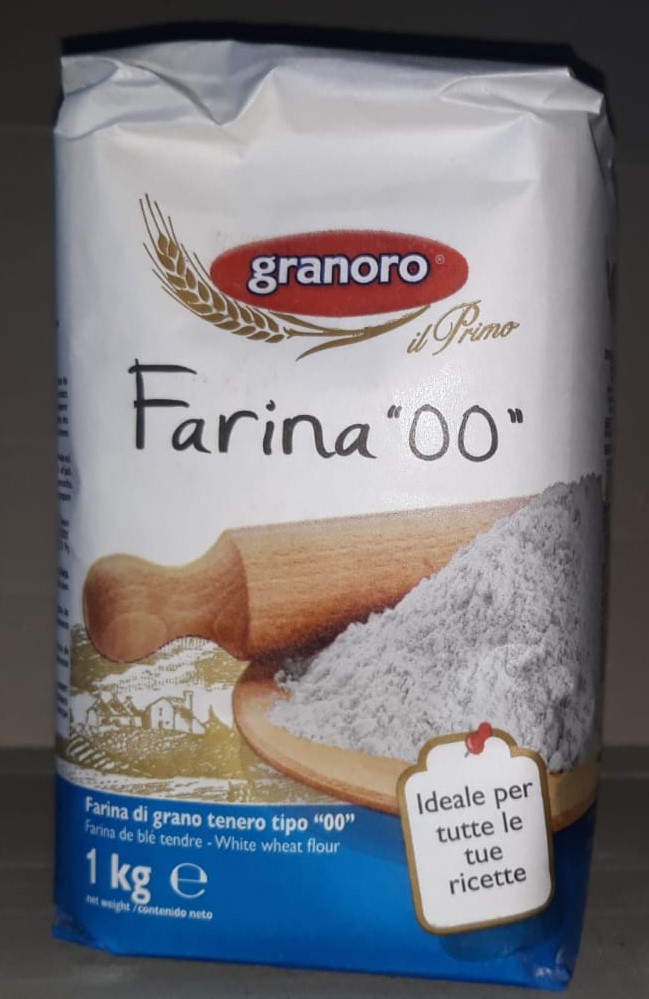 granoro®
il Primo
Farina "00"
Farina di grano tenero tipo "00"
Farina de blé tendre - White wheat flour
1 kg ℮
net weight / contenido neto
Ideale per
tutte le
tue
ricette